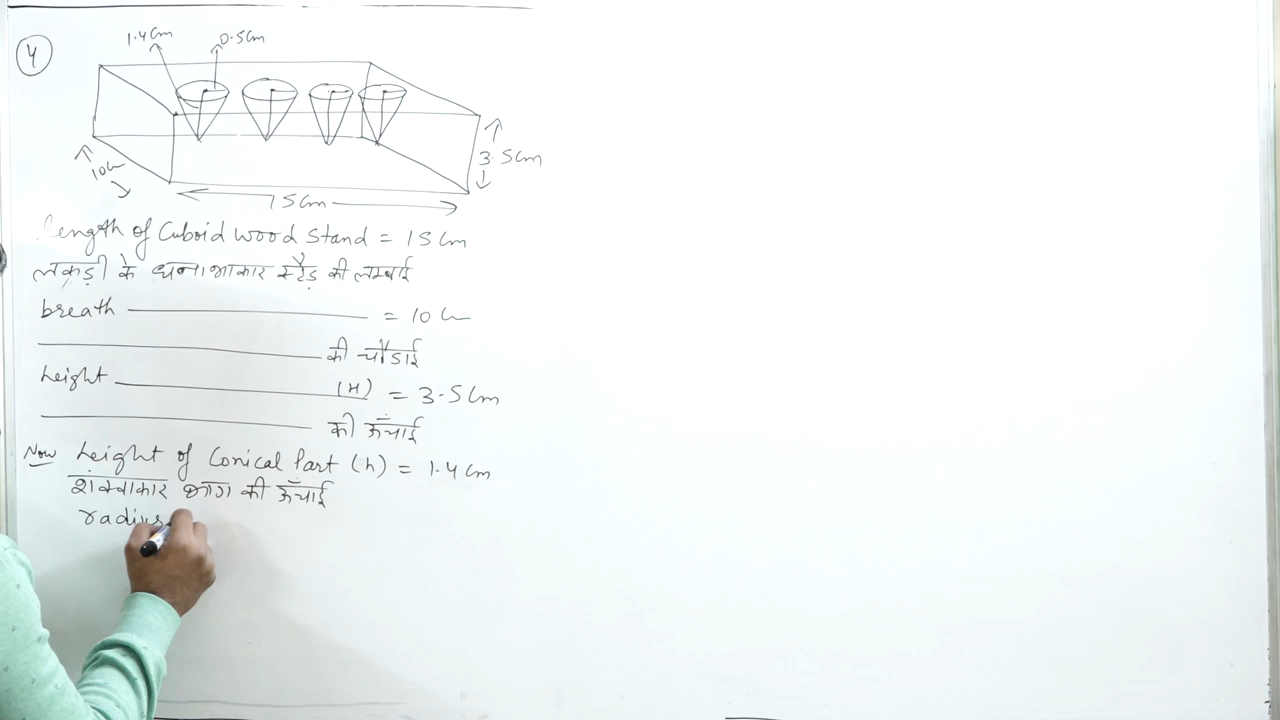 4
1.4 cm 0.5 cm
10 cm
3.5 cm
15 cm
length of Cuboid wood stand = 15 cm
लकड़ी के घनाभाकार स्टैंड की लम्बाई
breath = 10 cm
की चौडाई
height (H) = 3.5 cm
की ऊँचाई
Now height of Conical Part (h) = 1.4 cm
शंक्वाकार भाग की ऊँचाई
radius